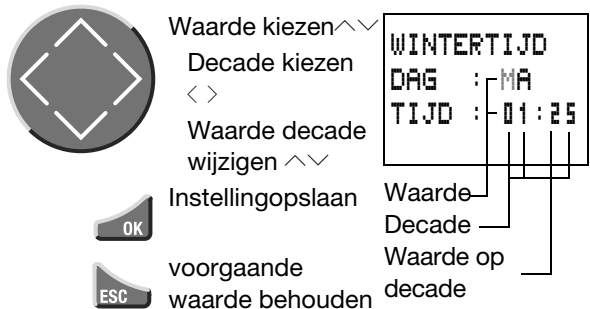 Waarde kiezen
Decade kiezen
< >
Waarde decade
wijzigen
Instellingopslaan
OK
voorgaande
waarde behouden
ESC
WINTERTIJD
DAG : MA
TIJD : 01:25
Waarde
Decade
Waarde op
decade